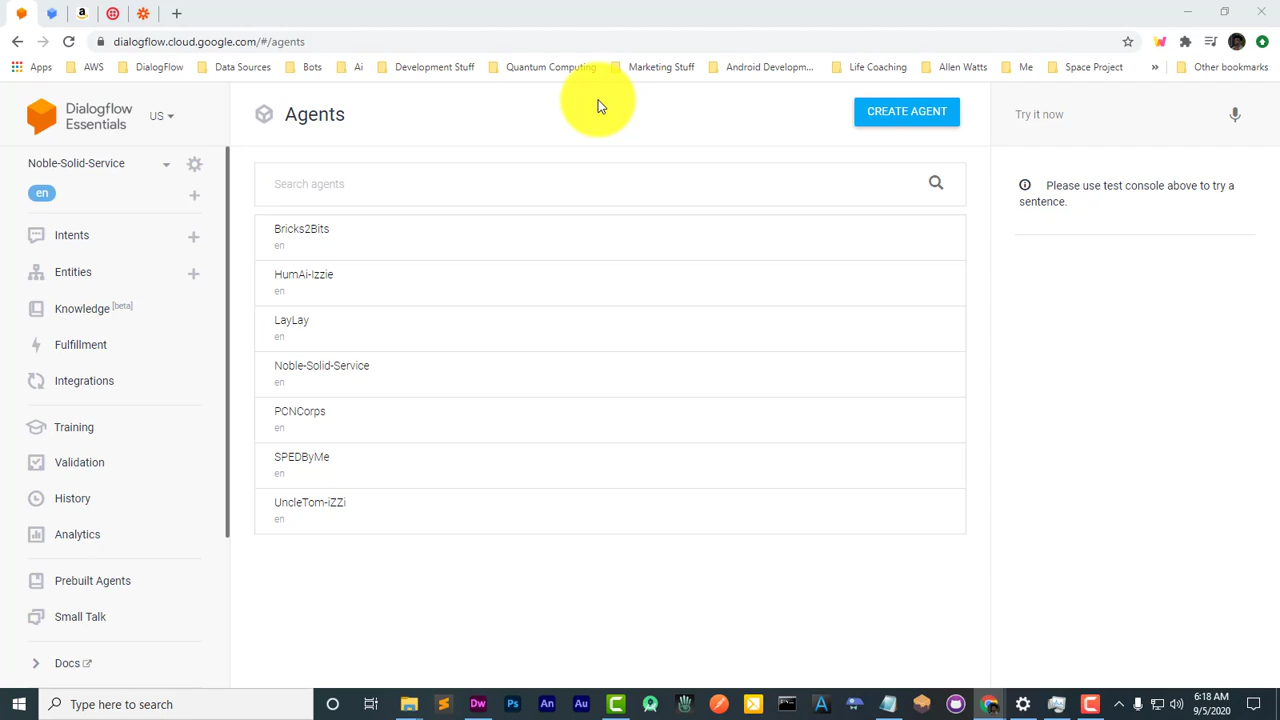 dialogflow.cloud.google.com/#/agents
Apps
AWS
DialogFlow
Data Sources
Bots
Ai
Development Stuff
Quantum Computing
Marketing Stuff
Android Developm...
Life Coaching
Allen Watts
Me
Space Project
»
Other bookmarks
Dialogflow
Essentials
US
Agents
CREATE AGENT
Try it now
Noble-Solid-Service
en
Search agents
Please use test console above to try a
sentence.
Intents
Entities
Knowledge [beta]
Fulfillment
Integrations
Training
Validation
History
Analytics
Prebuilt Agents
Small Talk
Docs
Bricks2Bits
en
HumAi-Izzie
en
LayLay
en
Noble-Solid-Service
en
PCNCorps
en
SPEDByMe
en
UncleTom-iZZi
en
Type here to search
Dw
Ps
An
Au
6:18 AM
9/5/2020